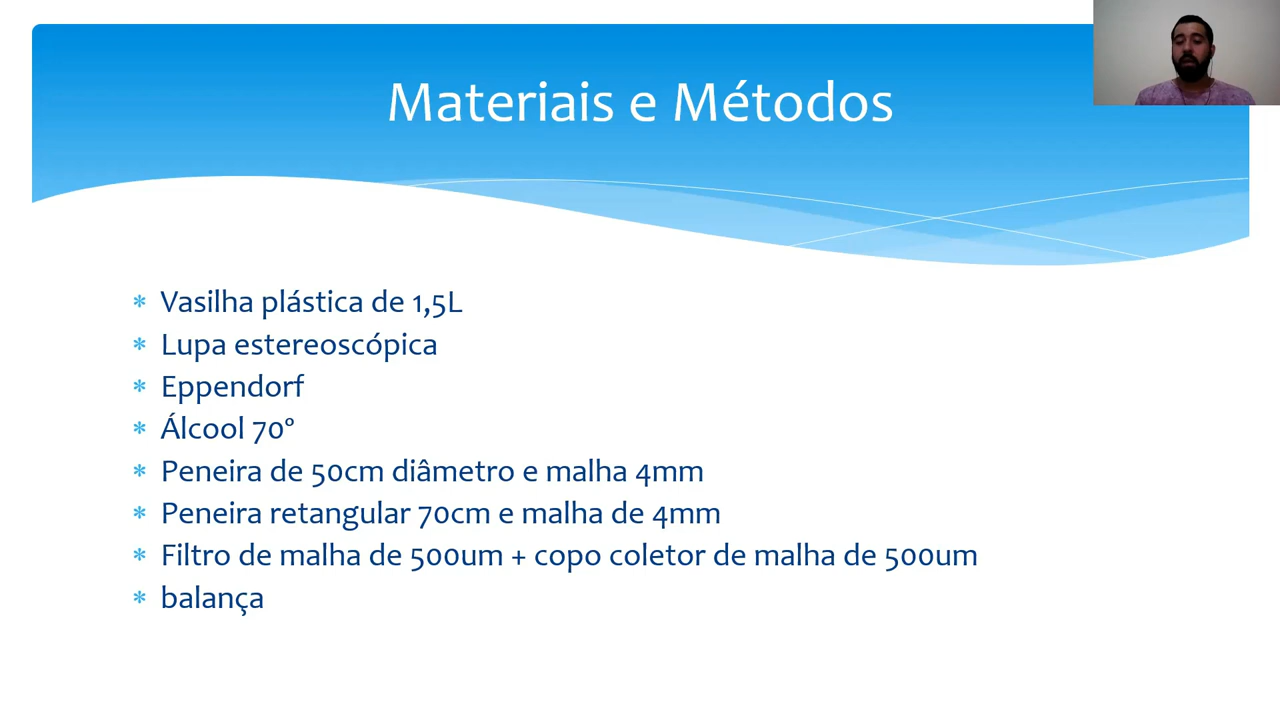 Materiais e Métodos
* Vasilha plástica de 1,5L
* Lupa estereoscópica
* Eppendorf
* Álcool 70º
* Peneira de 50cm diâmetro e malha 4mm
* Peneira retangular 70cm e malha de 4mm
* Filtro de malha de 500um + copo coletor de malha de 500um
* balança